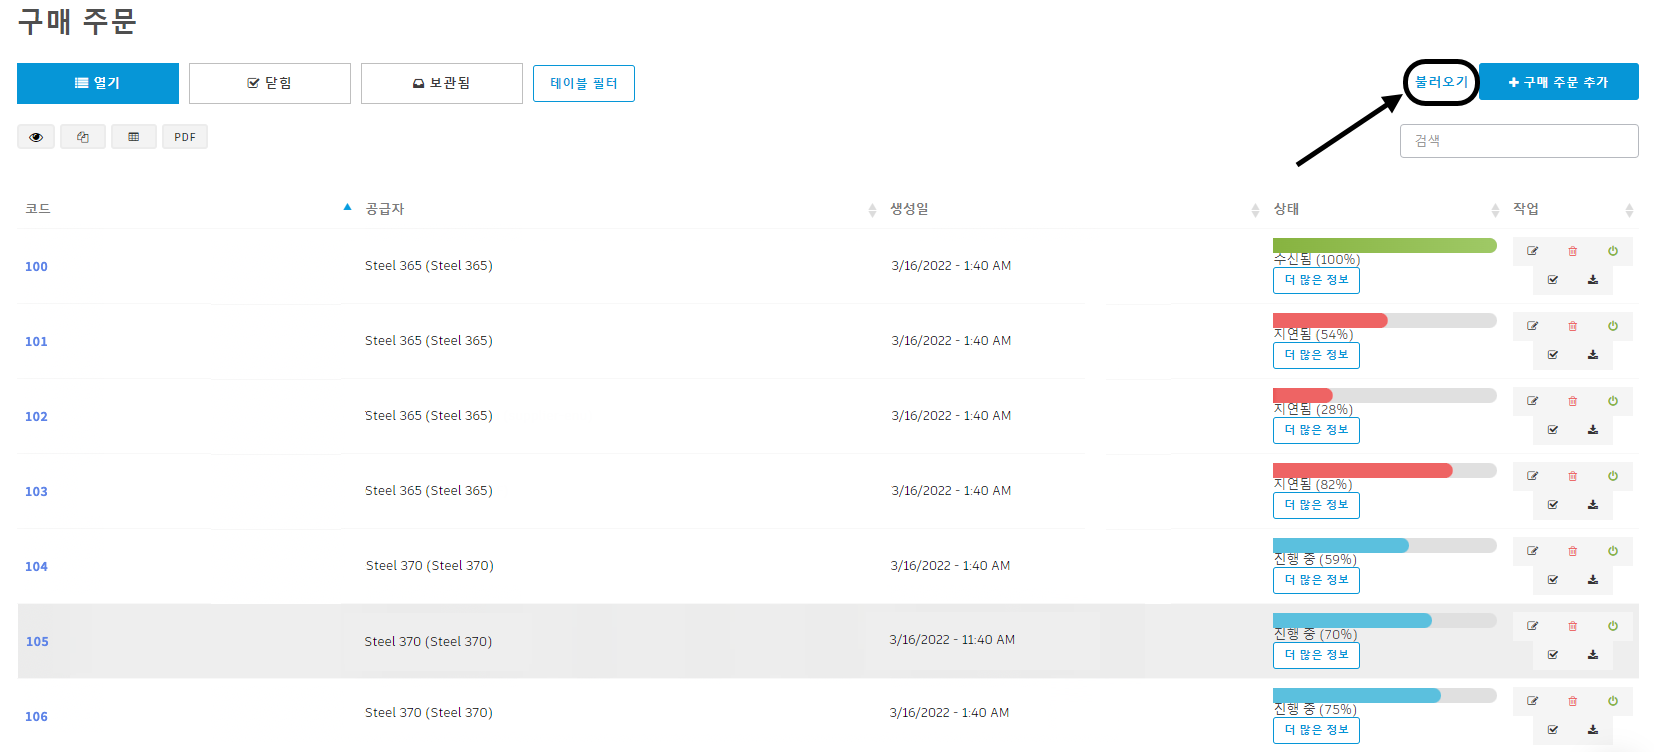 구매 주문
열기 닫힘 보관됨 테이블 필터 불러오기 구매 주문 추가
PDF 검색
코드 공급자 생성일 상태 작업
100 Steel 365 (Steel 365) 3/16/2022 - 1:40 AM 수신됨 (100%)
더 많은 정보
101 Steel 365 (Steel 365) 3/16/2022 - 1:40 AM 지연됨 (54%)
더 많은 정보
102 Steel 365 (Steel 365) 3/16/2022 - 1:40 AM 지연됨 (28%)
더 많은 정보
103 Steel 365 (Steel 365) 3/16/2022 - 1:40 AM 지연됨 (82%)
더 많은 정보
104 Steel 370 (Steel 370) 3/16/2022 - 1:40 AM 진행 중 (59%)
더 많은 정보
105 Steel 370 (Steel 370) 3/16/2022 - 11:40 AM 진행 중 (70%)
더 많은 정보
106 Steel 370 (Steel 370) 3/16/2022 - 1:40 AM 진행 중 (75%)
더 많은 정보